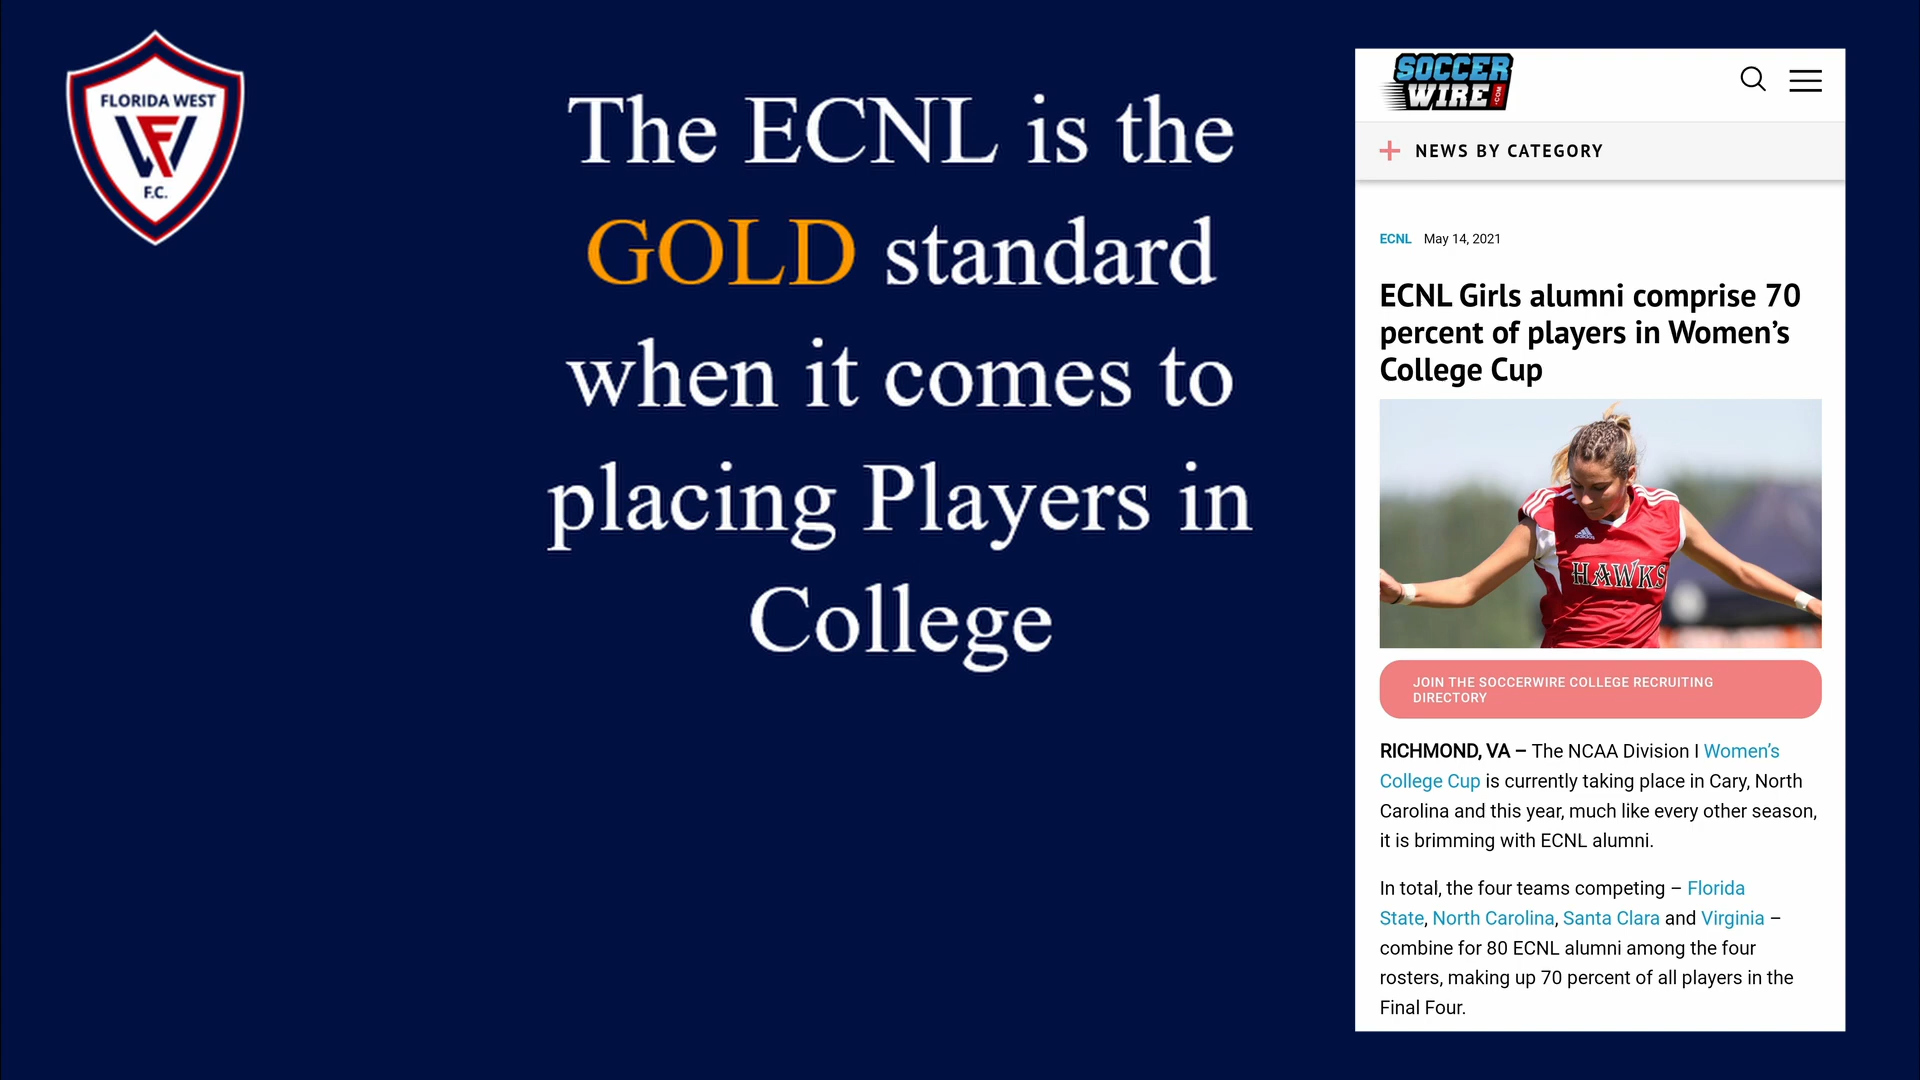 FLORIDA WEST
WFW
F.C.
The ECNL is the
GOLD standard
when it comes to
placing Players in
College
SOCCER
WIRE.COM
NEWS BY CATEGORY
ECNL May 14, 2021
ECNL Girls alumni comprise 70
percent of players in Women’s
College Cup
adidas
HAWKS
JOIN THE SOCCERWIRE COLLEGE RECRUITING
DIRECTORY
RICHMOND, VA – The NCAA Division I Women’s
College Cup is currently taking place in Cary, North
Carolina and this year, much like every other season,
it is brimming with ECNL alumni.
In total, the four teams competing – Florida
State, North Carolina, Santa Clara and Virginia –
combine for 80 ECNL alumni among the four
rosters, making up 70 percent of all players in the
Final Four.